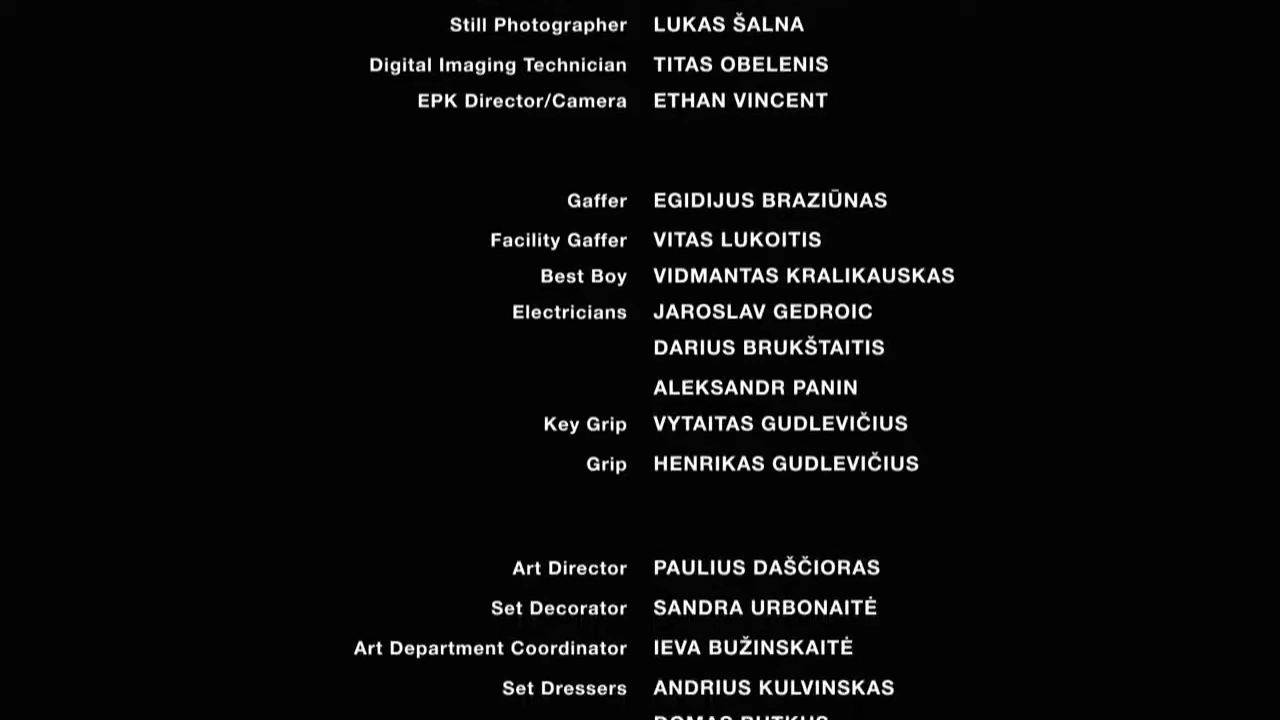 Still Photographer LUKAS ŠALNA
Digital Imaging Technician TITAS OBELENIS
EPK Director/Camera ETHAN VINCENT
Gaffer EGIDIJUS BRAZIŪNAS
Facility Gaffer VITAS LUKOITIS
Best Boy VIDMANTAS KRALIKAUSKAS
Electricians JAROSLAV GEDROIC
DARIUS BRUKŠTAITIS
ALEKSANDR PANIN
Key Grip VYTAITAS GUDLEVIČIUS
Grip HENRIKAS GUDLEVIČIUS
Art Director PAULIUS DAŠČIORAS
Set Decorator SANDRA URBONAITĖ
Art Department Coordinator IEVA BUŽINSKAITĖ
Set Dressers ANDRIUS KULVINSKAS